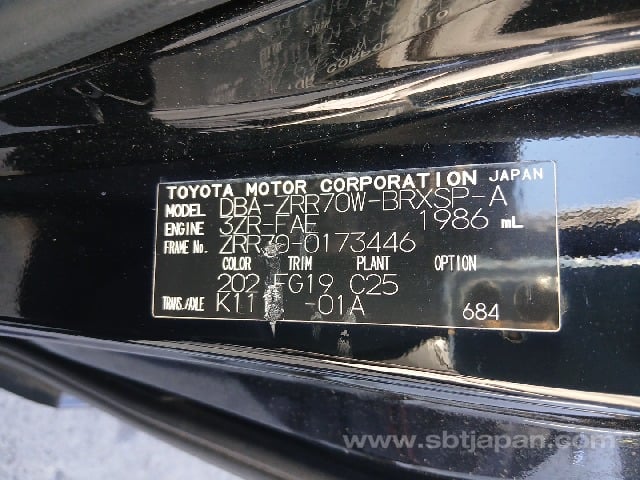 TOYOTA MOTOR CORPORATION JAPAN
MODEL DBA-ZRR70W-BRXSP-A
ENGINE 3ZR-FAE 1986 mL
FRAME No. ZRR70-0173446
COLOR TRIM PLANT OPTION
202 FG19 C25
TRANS./AXLE K11 -01A 684
www.sbtjapan.com